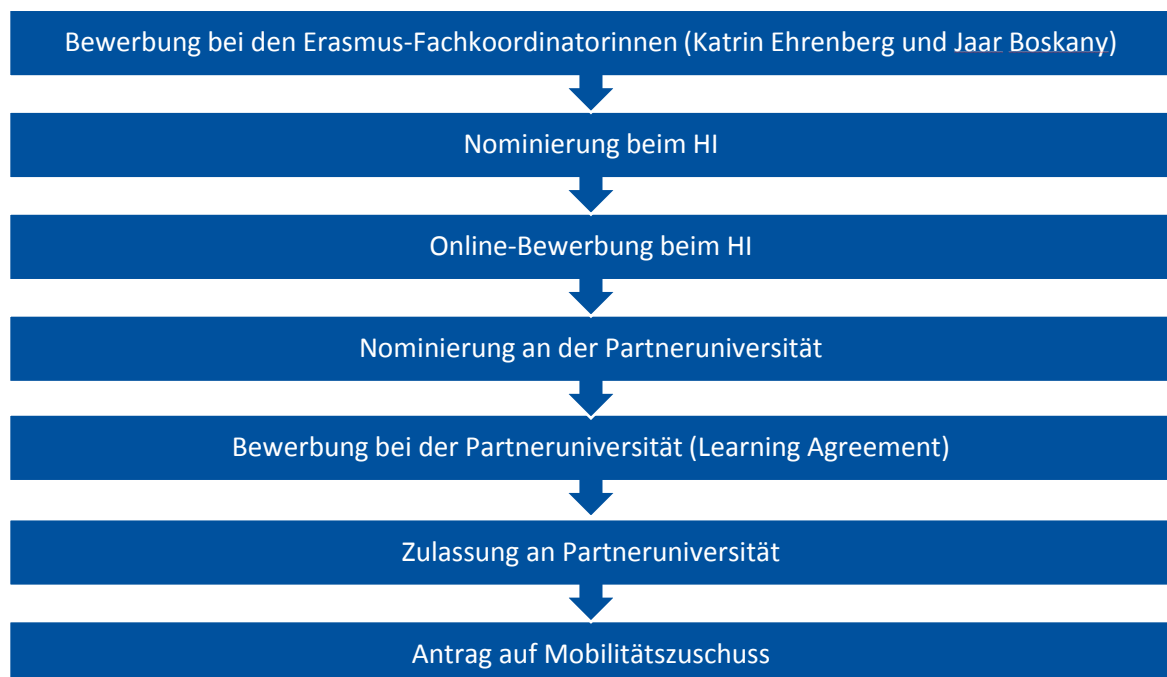 Bewerbung bei den Erasmus-Fachkoordinatorinnen (Katrin Ehrenberg und Jaar Boskany)
Nominierung beim HI
Online-Bewerbung beim HI
Nominierung an der Partneruniversität
Bewerbung bei der Partneruniversität (Learning Agreement)
Zulassung an Partneruniversität
Antrag auf Mobilitätszuschuss